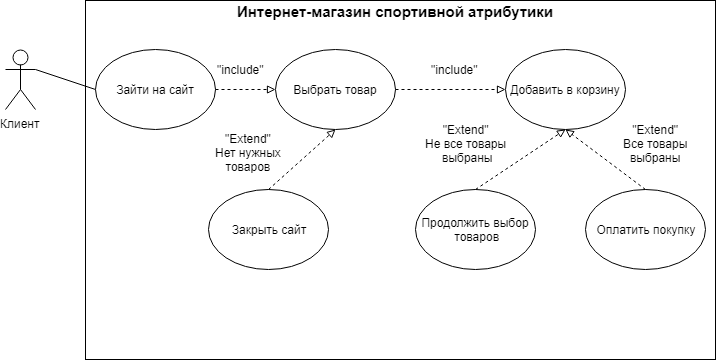 Интернет-магазин спортивной атрибутики
Клиент
Зайти на сайт
"include"
Выбрать товар
"include"
Добавить в корзину
"Extend"
Нет нужных
товаров
"Extend"
Не все товары
выбраны
"Extend"
Все товары
выбраны
Закрыть сайт
Продолжить выбор
товаров
Оплатить покупку